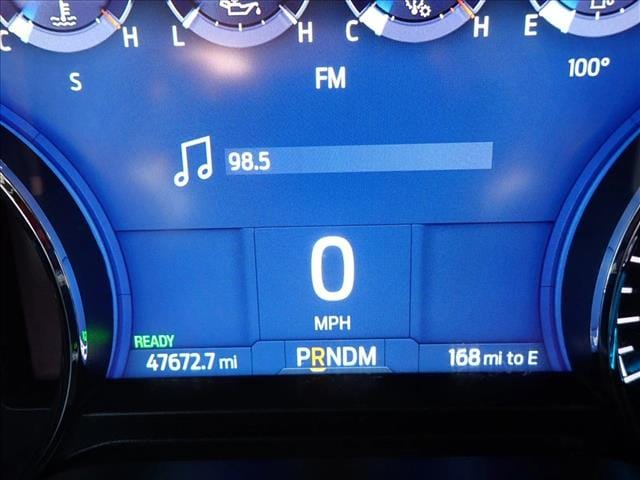 C H L H C H E
S FM 100°
98.5
0
MPH
READY
47672.7 mi PRNDM 168 mi to E